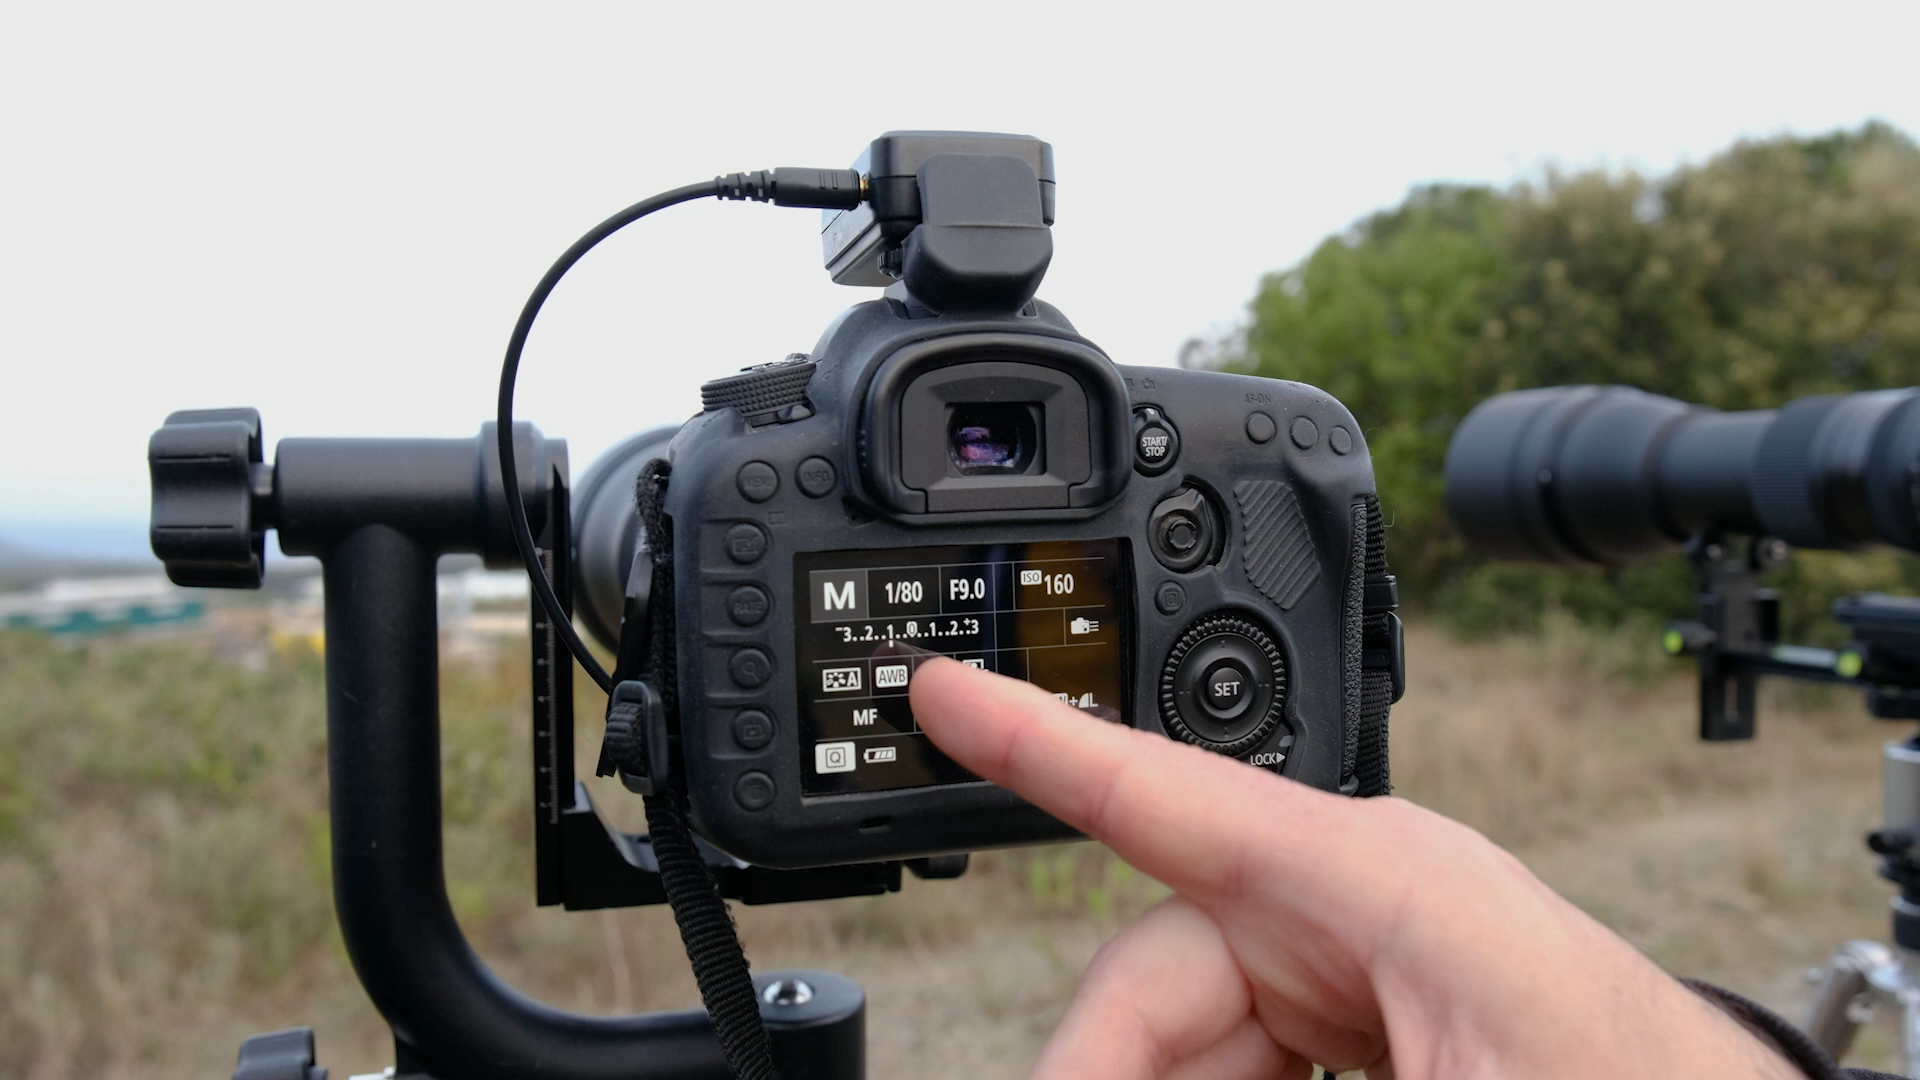 AF-ON
START/
STOP
MENU
INFO.
M 1/80 F9.0 ISO 160
-3..2..1..0..1..2.+3
RATE
A AWB
SET
+L
MF
Q
LOCK